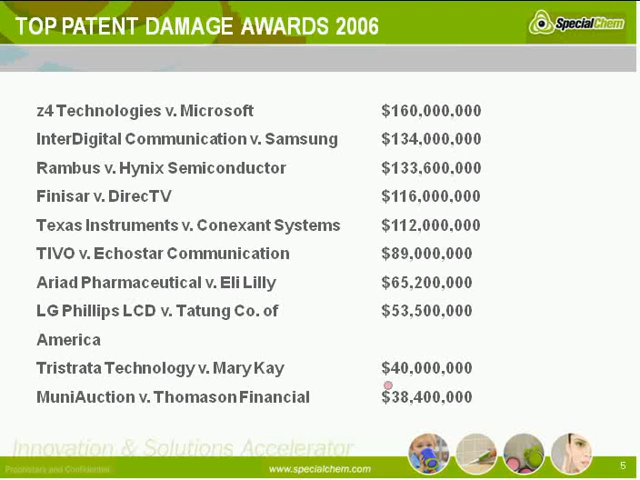 TOP PATENT DAMAGE AWARDS 2006
SpecialChem
z4 Technologies v. Microsoft $160,000,000
InterDigital Communication v. Samsung $134,000,000
Rambus v. Hynix Semiconductor $133,600,000
Finisar v. DirecTV $116,000,000
Texas Instruments v. Conexant Systems $112,000,000
TIVO v. Echostar Communication $89,000,000
Ariad Pharmaceutical v. Eli Lilly $65,200,000
LG Phillips LCD v. Tatung Co. of $53,500,000
America
Tristrata Technology v. Mary Kay $40,000,000
MuniAuction v. Thomason Financial $38,400,000
Innovation & Solutions Accelerator
Proprietary and Confidential www.specialchem.com 5